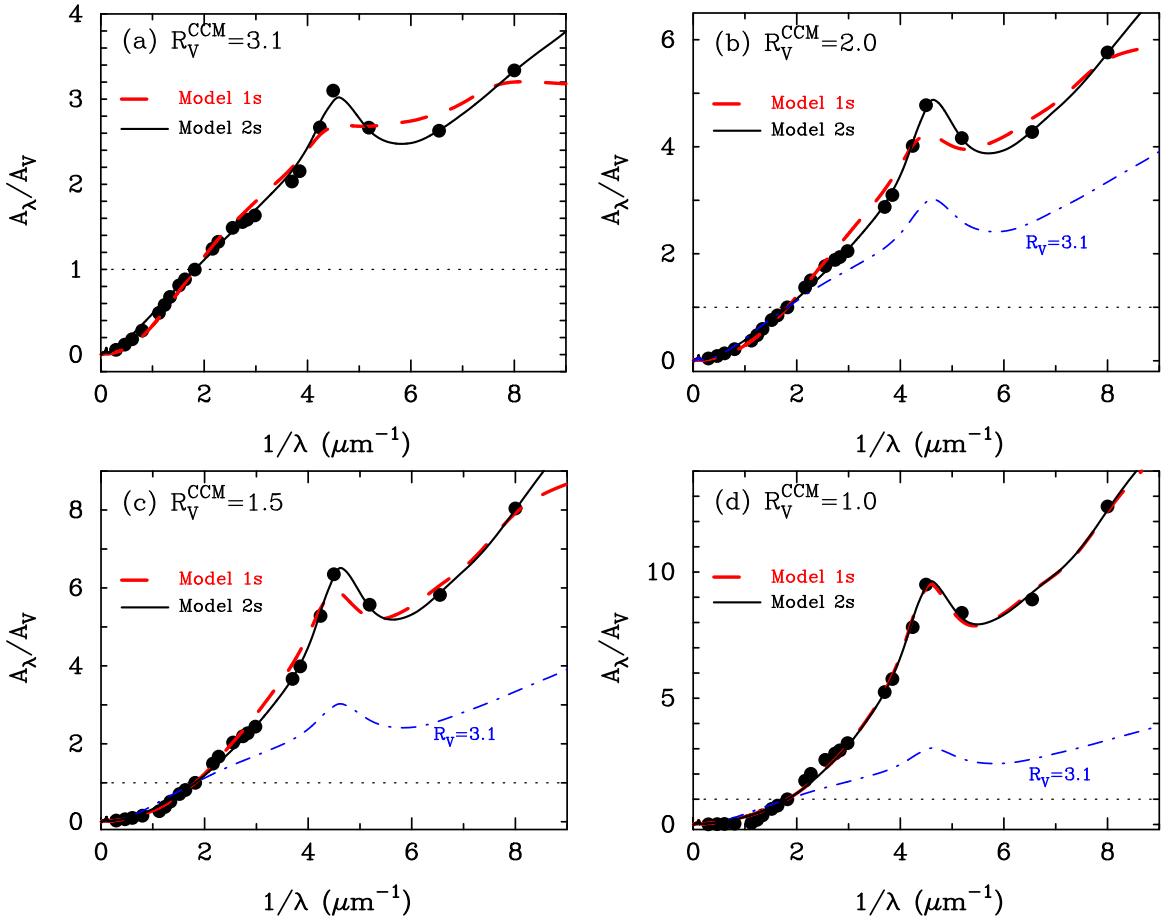 (a) R_V^CCM=3.1
Model 1s
Model 2s
A_λ/A_V
4
3
2
1
0
0 2 4 6 8
1/λ (μm⁻¹)
(b) R_V^CCM=2.0
Model 1s
Model 2s
R_V=3.1
A_λ/A_V
6
4
2
0
0 2 4 6 8
1/λ (μm⁻¹)
(c) R_V^CCM=1.5
Model 1s
Model 2s
R_V=3.1
A_λ/A_V
8
6
4
2
0
0 2 4 6 8
1/λ (μm⁻¹)
(d) R_V^CCM=1.0
Model 1s
Model 2s
R_V=3.1
A_λ/A_V
10
5
0
0 2 4 6 8
1/λ (μm⁻¹)